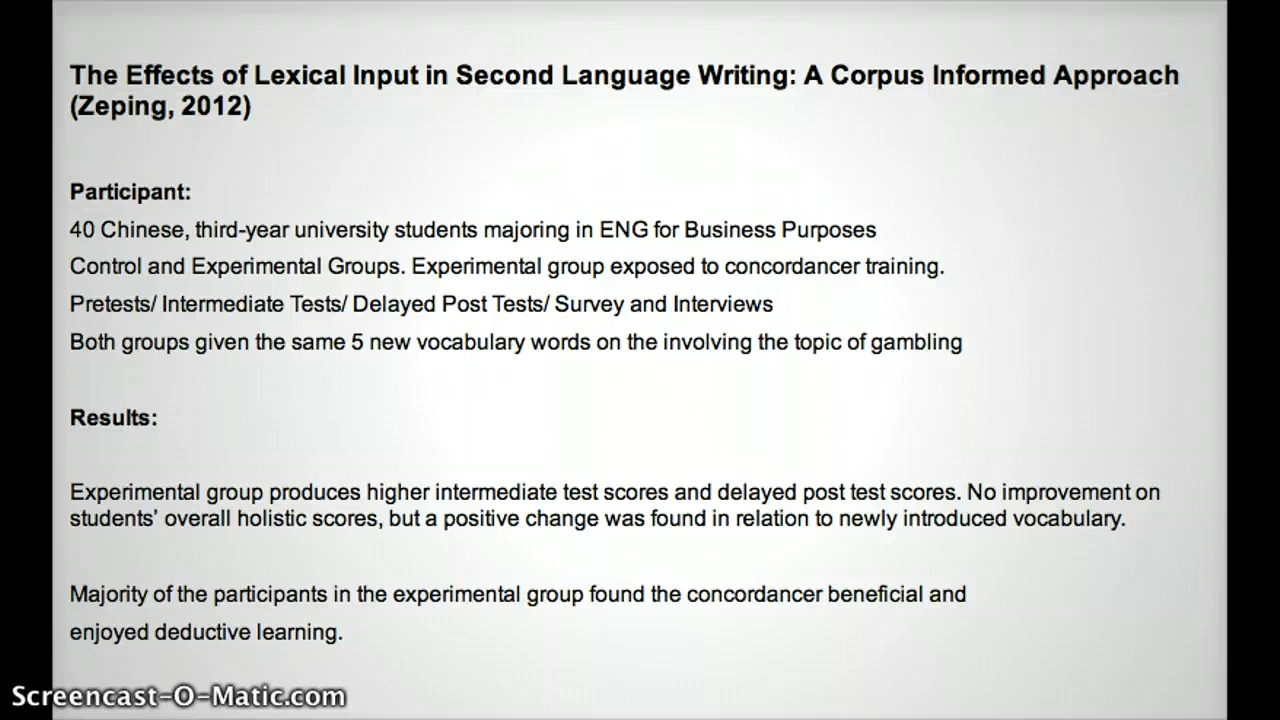 The Effects of Lexical Input in Second Language Writing: A Corpus Informed Approach
(Zeping, 2012)
Participant:
40 Chinese, third-year university students majoring in ENG for Business Purposes
Control and Experimental Groups. Experimental group exposed to concordancer training.
Pretests/ Intermediate Tests/ Delayed Post Tests/ Survey and Interviews
Both groups given the same 5 new vocabulary words on the involving the topic of gambling
Results:
Experimental group produces higher intermediate test scores and delayed post test scores. No improvement on
students’ overall holistic scores, but a positive change was found in relation to newly introduced vocabulary.
Majority of the participants in the experimental group found the concordancer beneficial and
enjoyed deductive learning.
Screencast-O-Matic.com